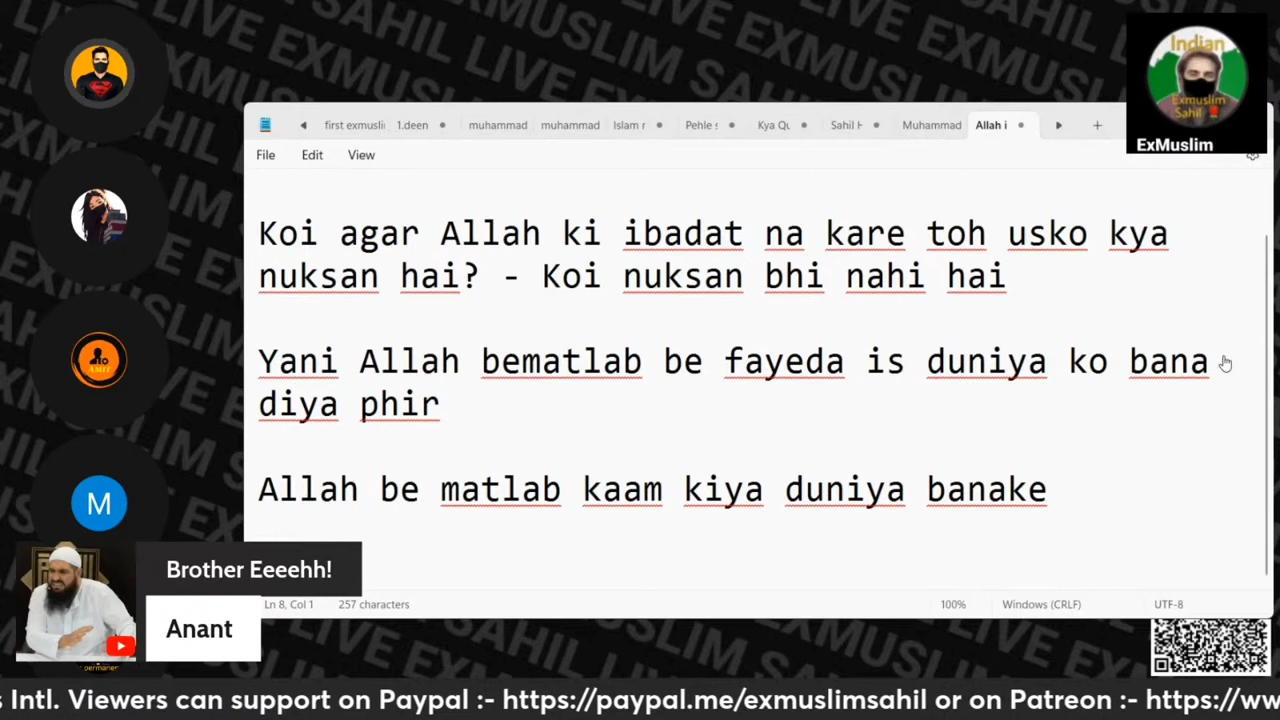 Indian
Exmuslim
Sahil
ExMuslim
first exmusli
1.deen
muhammad
muhammad
Islam r
Pehle s
Kya Qu
Sahil H
Muhammad
Allah i
File Edit View
Koi agar Allah ki ibadat na kare toh usko kya
nuksan hai? - Koi nuksan bhi nahi hai
Yani Allah bematlab be fayeda is duniya ko bana
diya phir
Allah be matlab kaam kiya duniya banake
AMIT
M
Brother Eeeehh!
Anant
Ln 8, Col 1 257 characters 100% Windows (CRLF) UTF-8
s Intl. Viewers can support on Paypal :- https://paypal.me/exmuslimsahil or on Patreon :- https://ww